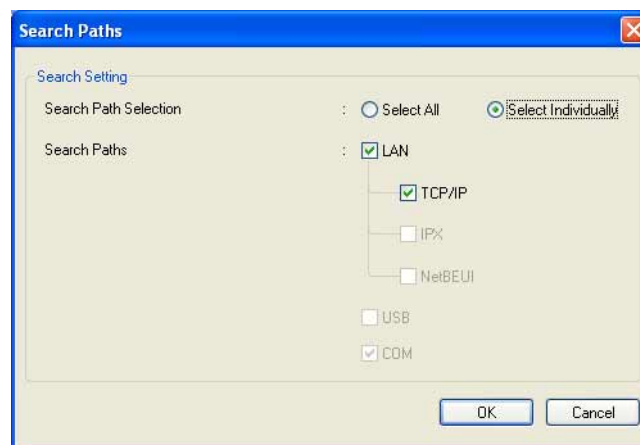 Search Paths
Search Setting
Search Path Selection : Select All Select Individually
Search Paths : LAN
TCP/IP
IPX
NetBEUI
USB
COM
OK Cancel